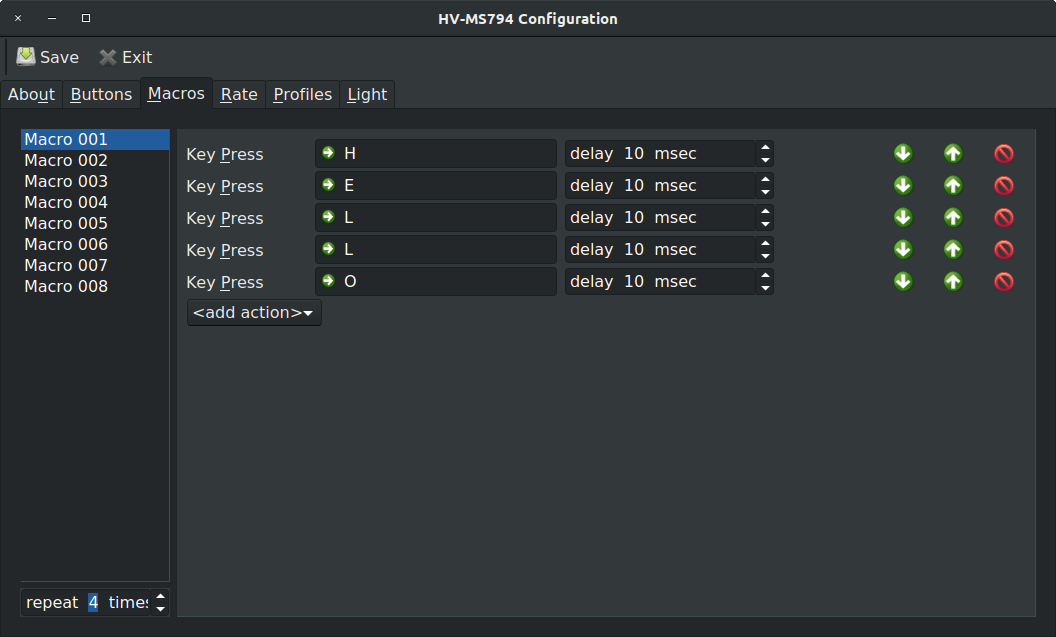 HV-MS794 Configuration
Save Exit
About Buttons Macros Rate Profiles Light
Macro 001
Macro 002
Macro 003
Macro 004
Macro 005
Macro 006
Macro 007
Macro 008
Key Press H delay 10 msec
Key Press E delay 10 msec
Key Press L delay 10 msec
Key Press L delay 10 msec
Key Press O delay 10 msec
<add action>
repeat 4 times